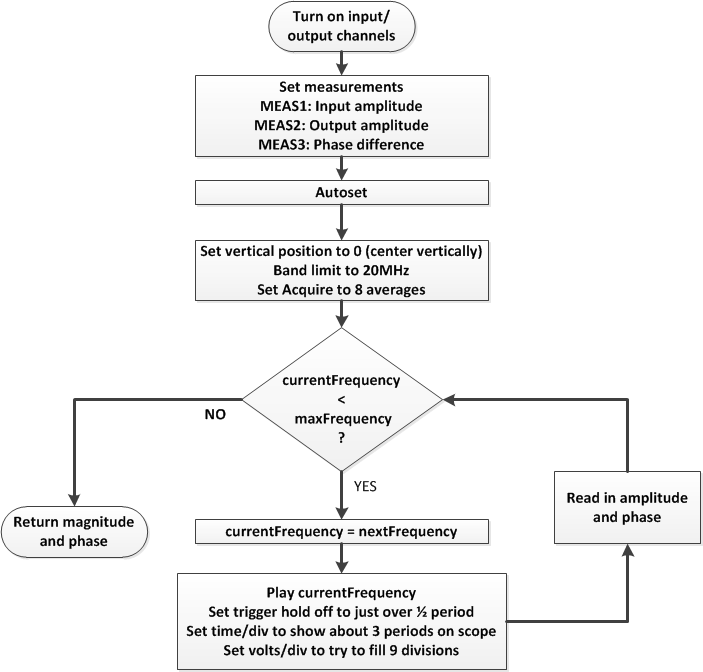 Turn on input/
output channels
Set measurements
MEAS1: Input amplitude
MEAS2: Output amplitude
MEAS3: Phase difference
Autoset
Set vertical position to 0 (center vertically)
Band limit to 20MHz
Set Acquire to 8 averages
currentFrequency
<
maxFrequency
?
NO
YES
Return magnitude
and phase
currentFrequency = nextFrequency
Play currentFrequency
Set trigger hold off to just over ½ period
Set time/div to show about 3 periods on scope
Set volts/div to try to fill 9 divisions
Read in amplitude
and phase